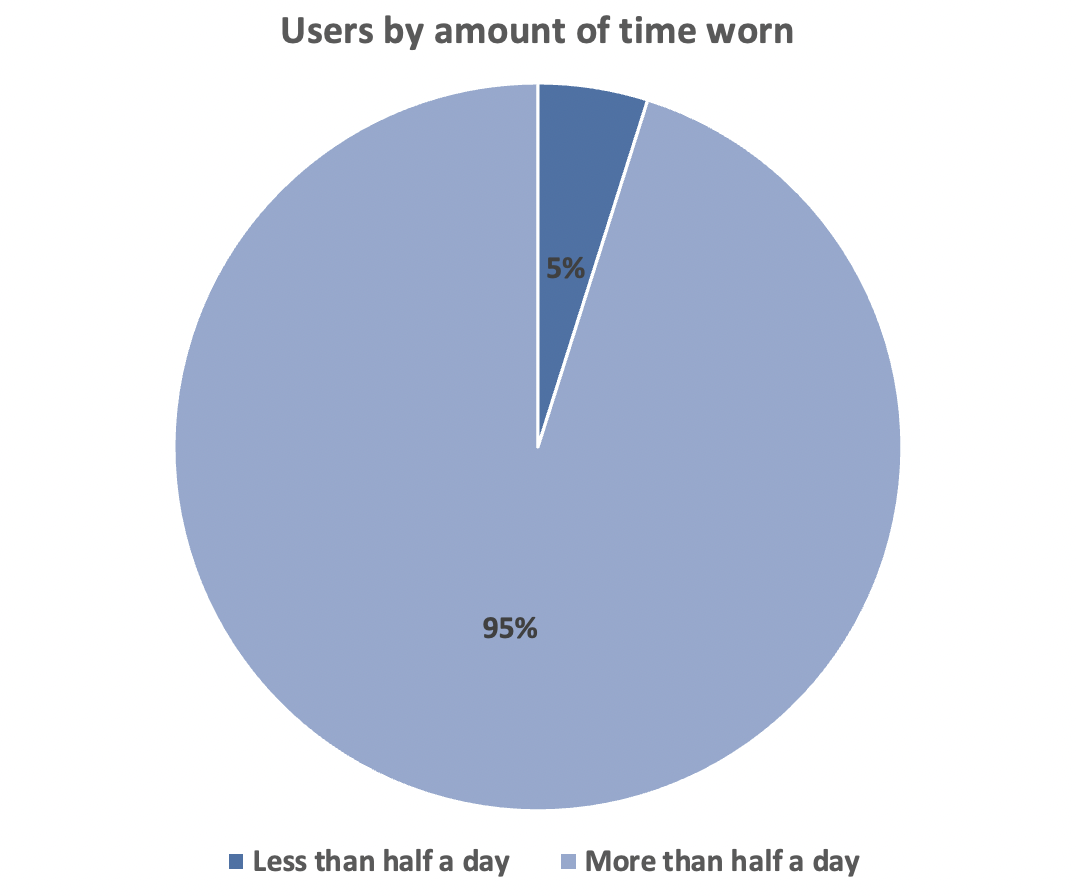 Users by amount of time worn
5%
95%
Less than half a day More than half a day